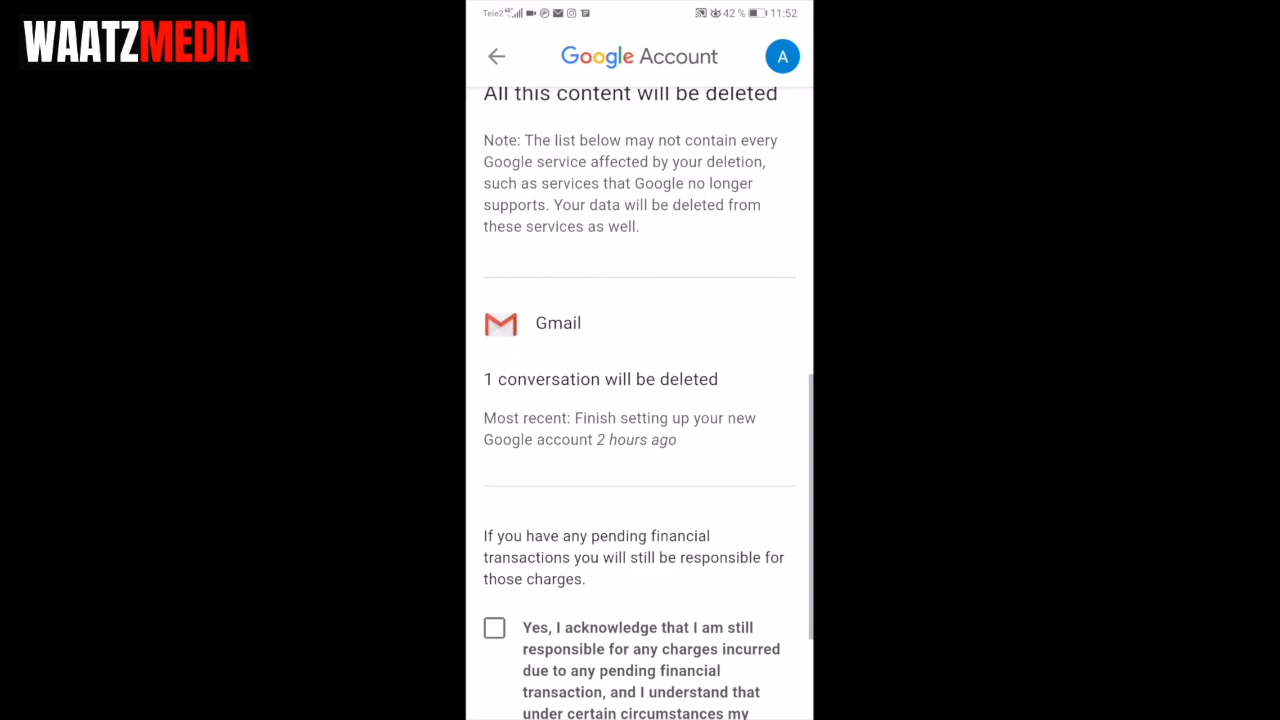 WAATZMEDIA
Tele2 42 % 11:52
Google Account
A
All this content will be deleted
Note: The list below may not contain every
Google service affected by your deletion,
such as services that Google no longer
supports. Your data will be deleted from
these services as well.
Gmail
1 conversation will be deleted
Most recent: Finish setting up your new
Google account 2 hours ago
If you have any pending financial
transactions you will still be responsible for
those charges.
Yes, I acknowledge that I am still
responsible for any charges incurred
due to any pending financial
transaction, and I understand that
under certain circumstances my